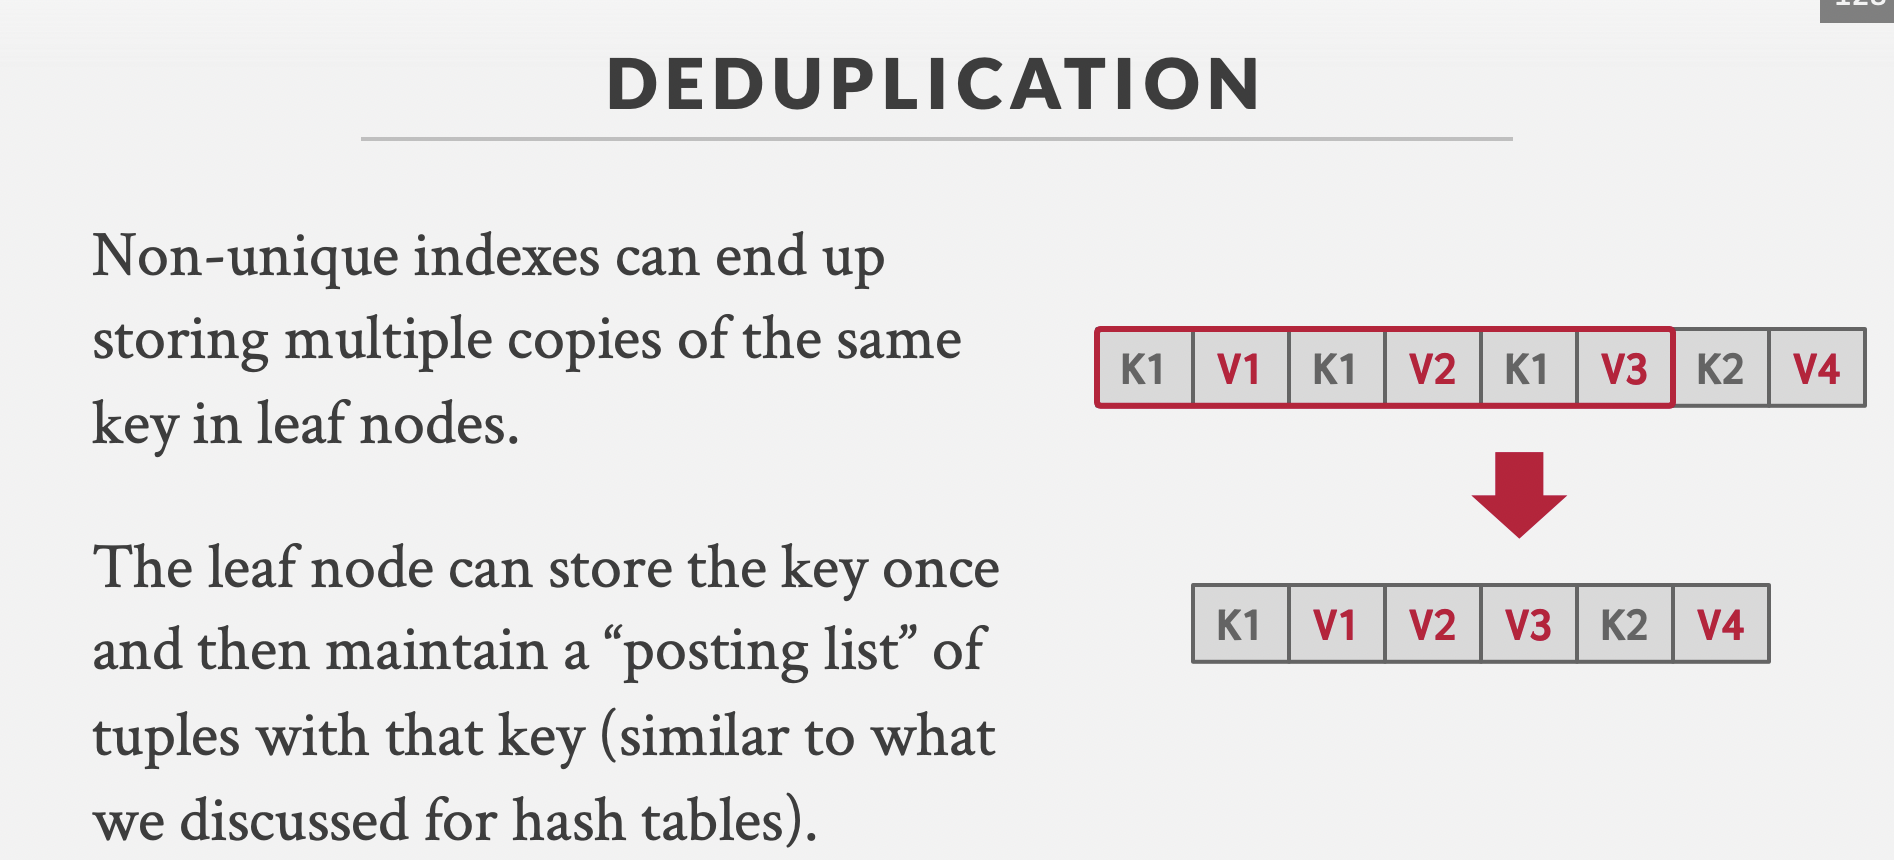 DEDUPLICATION
Non-unique indexes can end up
storing multiple copies of the same
key in leaf nodes.
The leaf node can store the key once
and then maintain a “posting list” of
tuples with that key (similar to what
we discussed for hash tables).
K1 V1 K1 V2 K1 V3 K2 V4
K1 V1 V2 V3 K2 V4